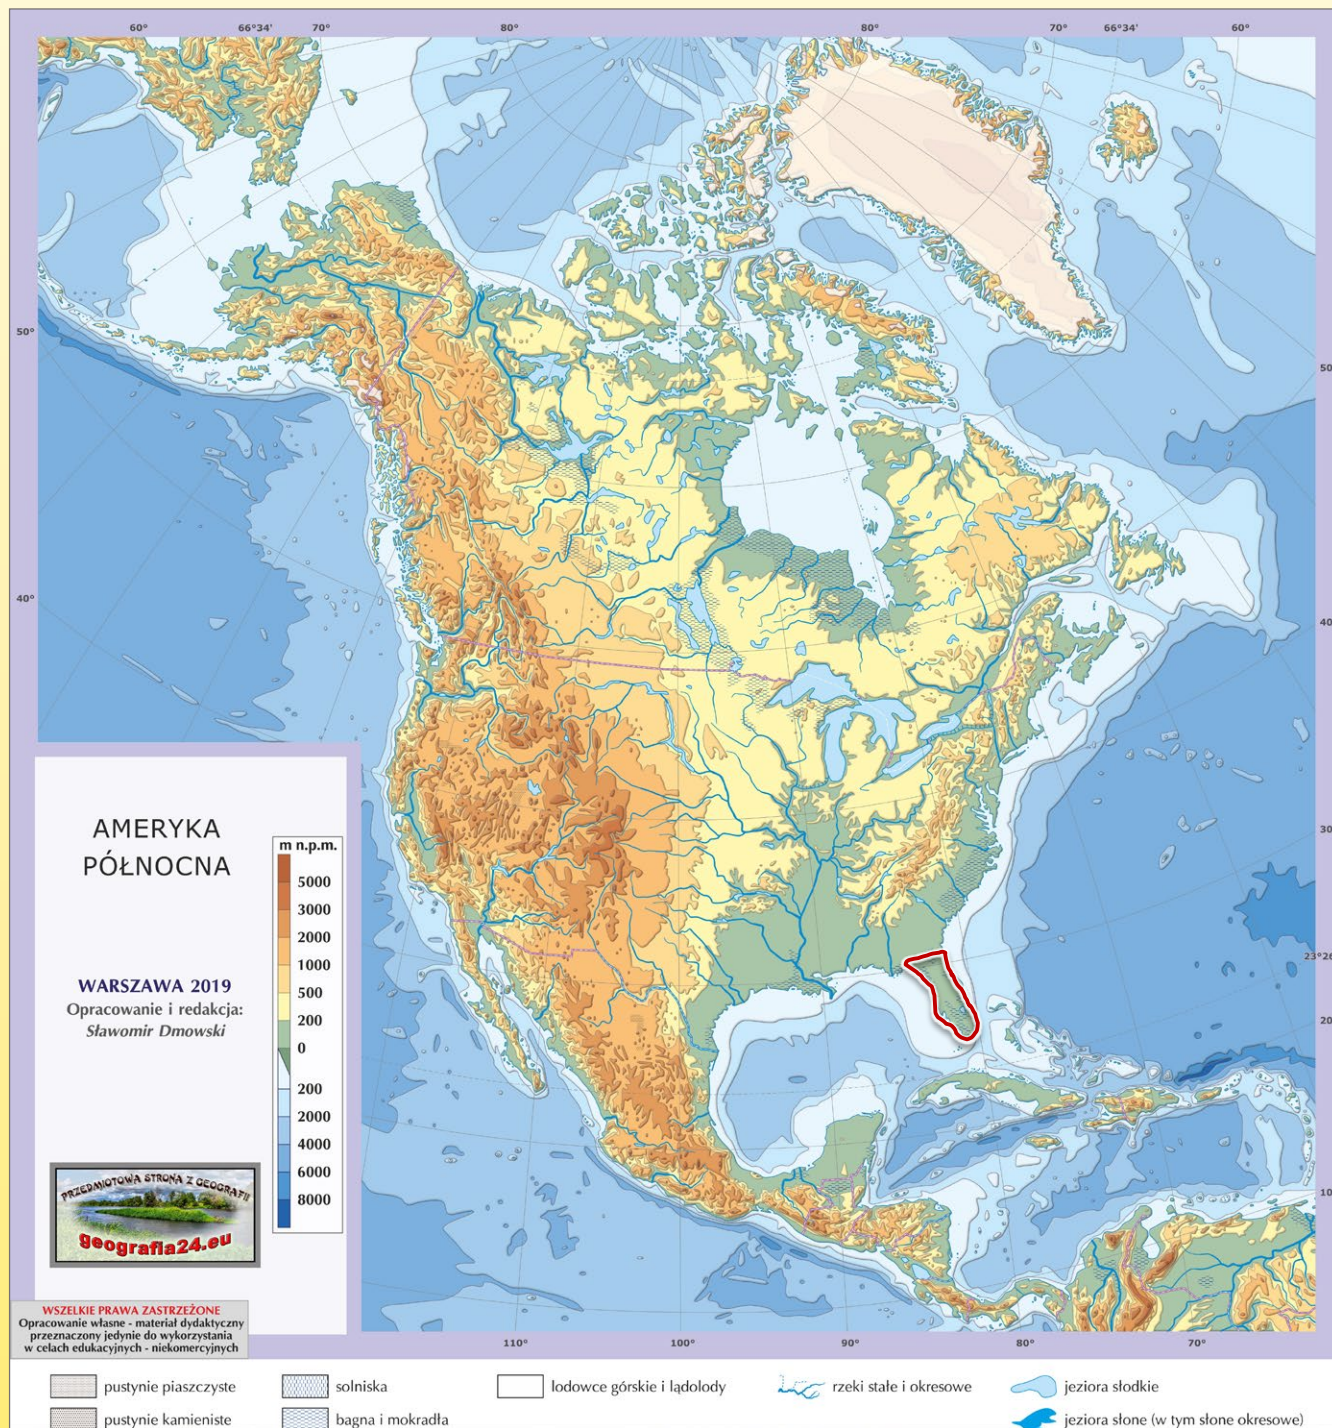 60°
66°34'
70°
80°
80°
70°
66°34'
60°
50°
50
40°
40
30
23°26
20
10
AMERYKA
PÓŁNOCNA
WARSZAWA 2019
Opracowanie i redakcja:
Sławomir Dmowski
m n.p.m.
5000
3000
2000
1000
500
200
0
200
2000
4000
6000
8000
PRZEDMIOTOWA STRONA Z GEOGRAFII
geografia24.eu
WSZELKIE PRAWA ZASTRZEŻONE
Opracowanie własne - materiał dydaktyczny
przeznaczony jedynie do wykorzystania
w celach edukacyjnych - niekomercyjnych
110°
100°
90°
80°
70°
pustynie piaszczyste
solniska
lodowce górskie i lądolody
rzeki stałe i okresowe
jeziora słodkie
pustynie kamieniste
bagna i mokradła
jeziora słone (w tym słone okresowe)